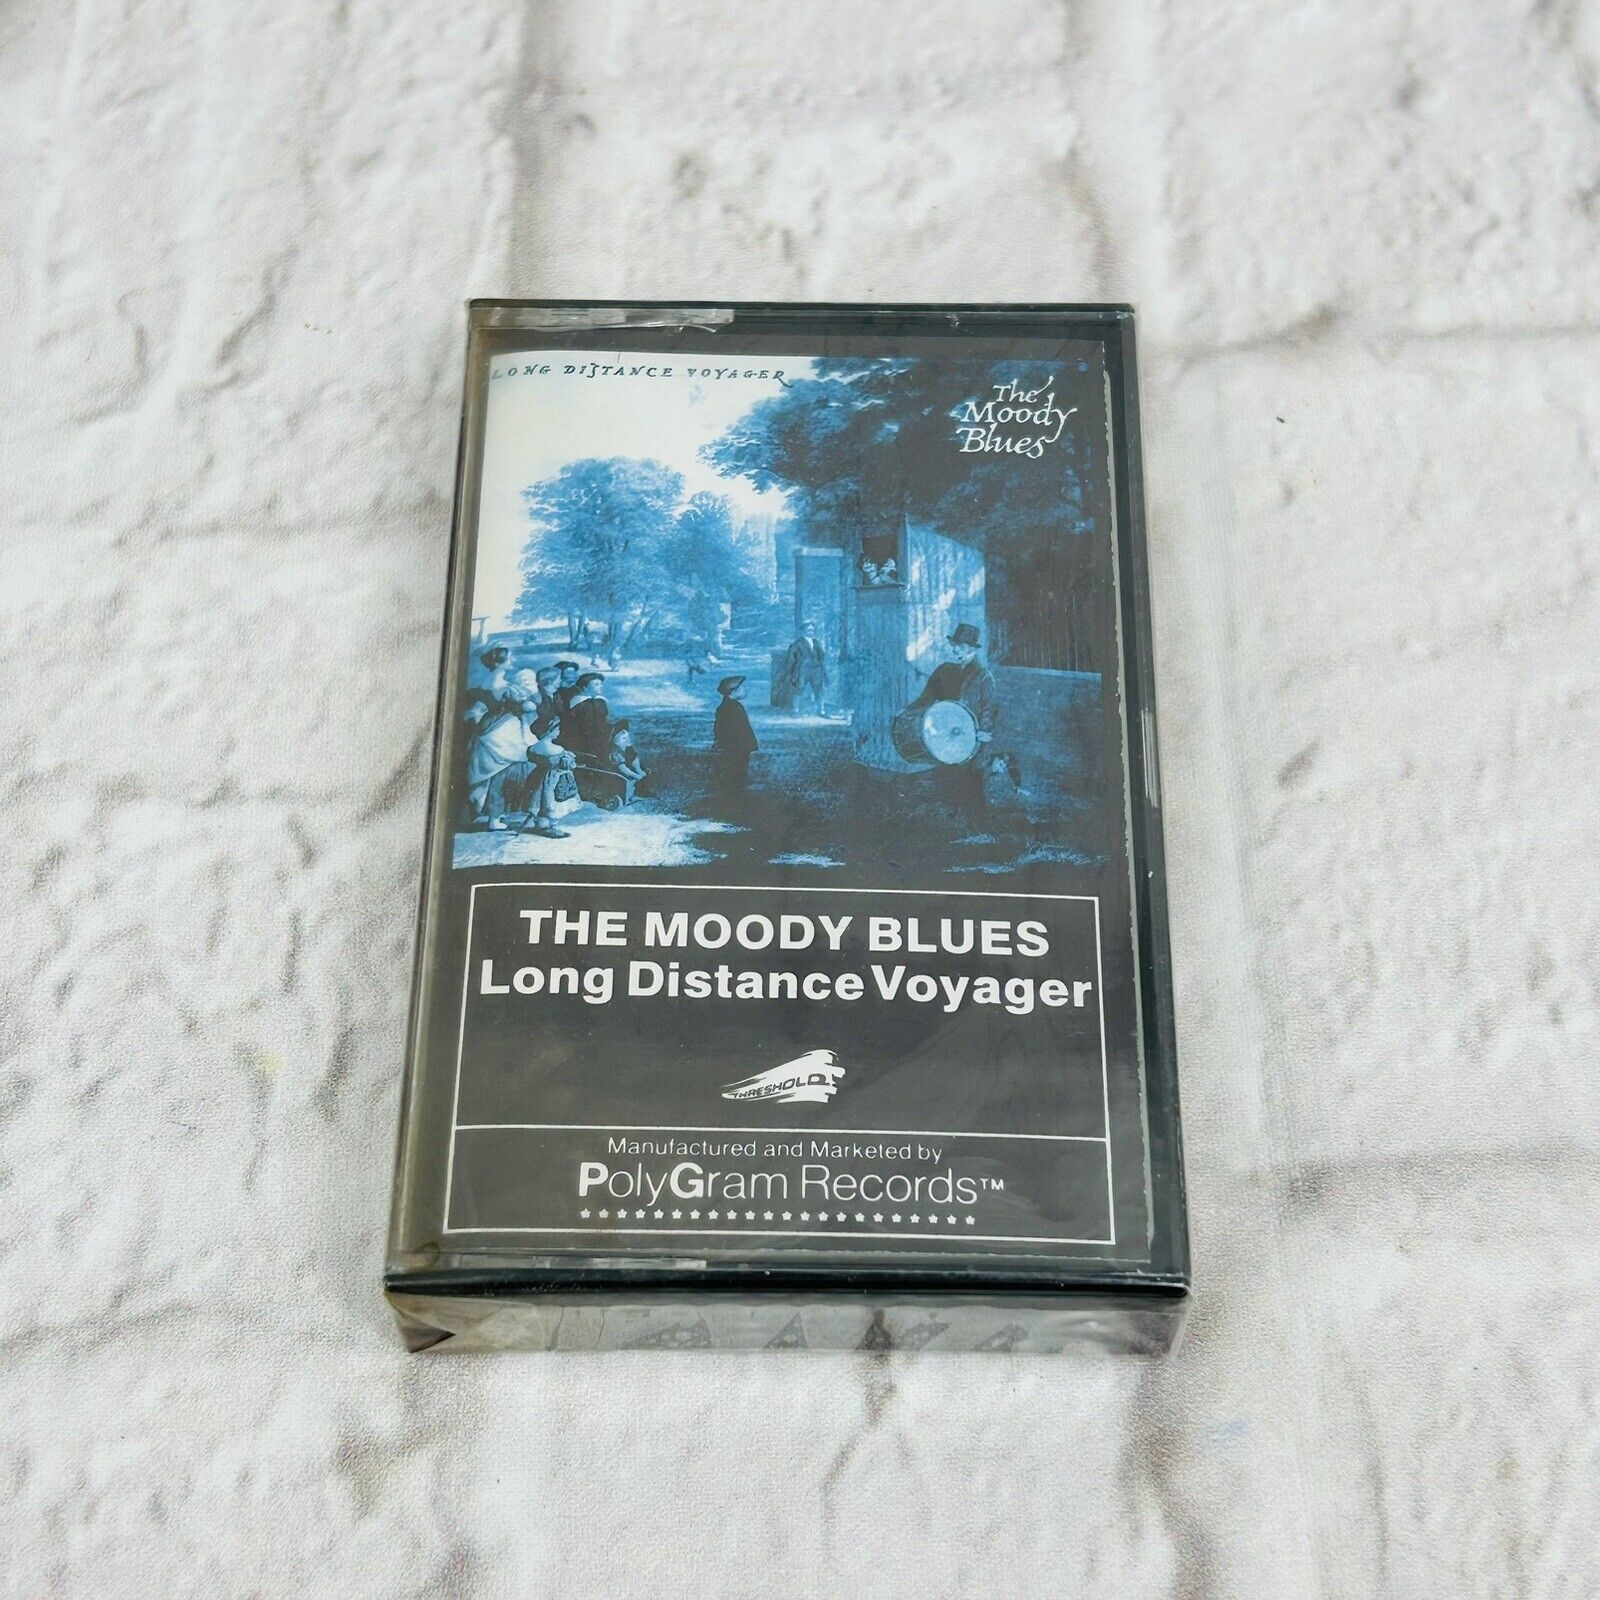 LONG DISTANCE VOYAGER
The
Moody
Blues
THE MOODY BLUES
Long Distance Voyager
THRESHOLD
Manufactured and Marketed by
PolyGram Records™